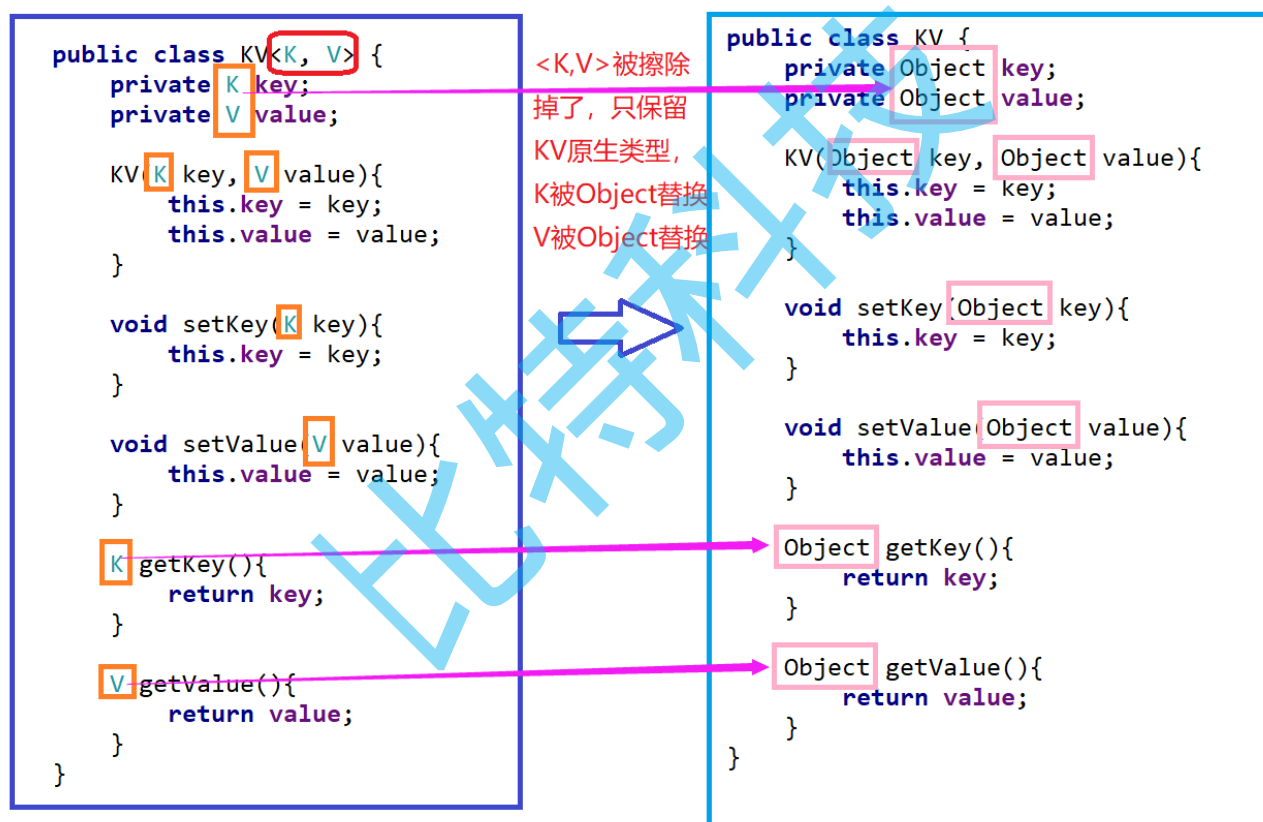 public class KV<K, V> {
private K key;
private V value;
KV(K key, V value){
this.key = key;
this.value = value;
}
void setKey(K key){
this.key = key;
}
void setValue(V value){
this.value = value;
}
K getKey(){
return key;
}
V getValue(){
return value;
}
}
<K,V>被擦除
掉了，只保留
KV原生类型，
K被Object替换
V被Object替换
public class KV {
private Object key;
private Object value;
KV(Object key, Object value){
this.key = key;
this.value = value;
}
void setKey(Object key){
this.key = key;
}
void setValue(Object value){
this.value = value;
}
Object getKey(){
return key;
}
Object getValue(){
return value;
}
}
比特科技